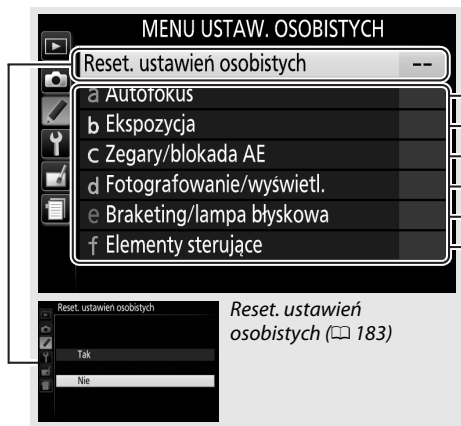 MENU USTAW. OSOBISTYCH
Reset. ustawień osobistych --
a Autofokus
b Ekspozycja
c Zegary/blokada AE
d Fotografowanie/wyświetl.
e Braketing/lampa błyskowa
f Elementy sterujące
Reset. ustawień osobistych
Tak
Nie
Reset. ustawień
osobistych (📖 183)